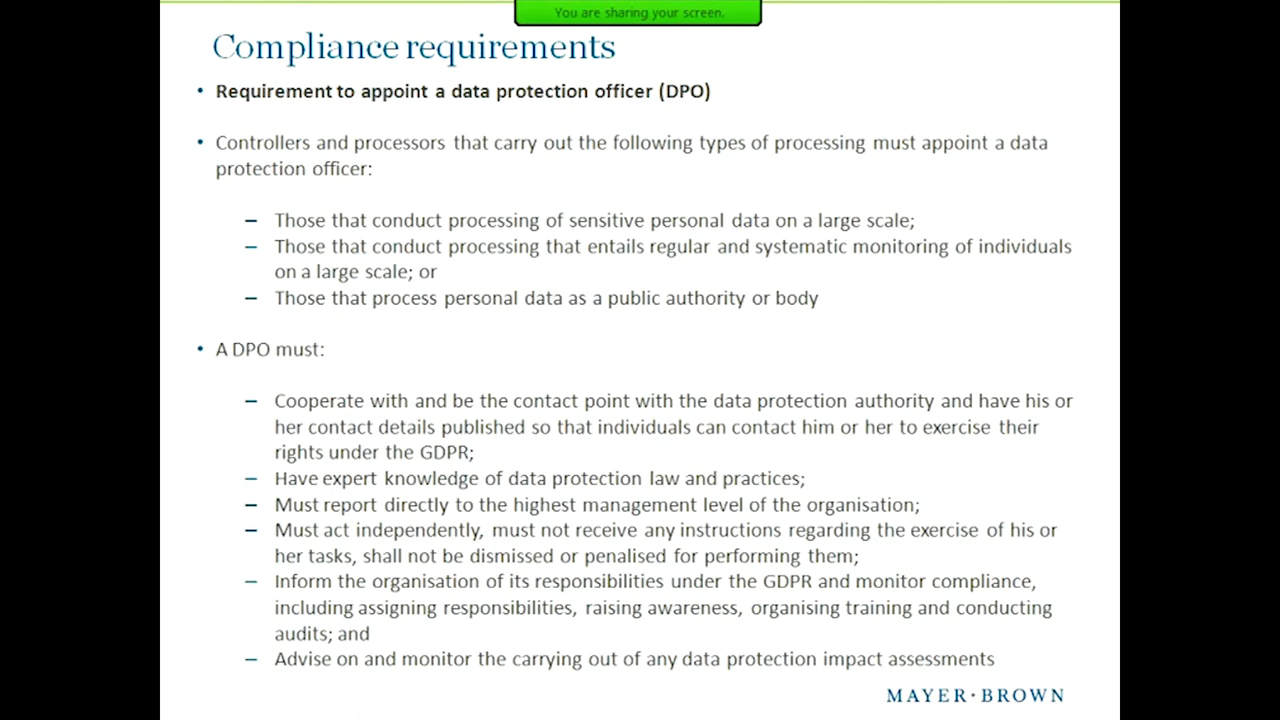 You are sharing your screen.
Compliance requirements
• Requirement to appoint a data protection officer (DPO)
• Controllers and processors that carry out the following types of processing must appoint a data
protection officer:
– Those that conduct processing of sensitive personal data on a large scale;
– Those that conduct processing that entails regular and systematic monitoring of individuals
on a large scale; or
– Those that process personal data as a public authority or body
• A DPO must:
– Cooperate with and be the contact point with the data protection authority and have his or
her contact details published so that individuals can contact him or her to exercise their
rights under the GDPR;
– Have expert knowledge of data protection law and practices;
– Must report directly to the highest management level of the organisation;
– Must act independently, must not receive any instructions regarding the exercise of his or
her tasks, shall not be dismissed or penalised for performing them;
– Inform the organisation of its responsibilities under the GDPR and monitor compliance,
including assigning responsibilities, raising awareness, organising training and conducting
audits; and
– Advise on and monitor the carrying out of any data protection impact assessments
MAYER·BROWN